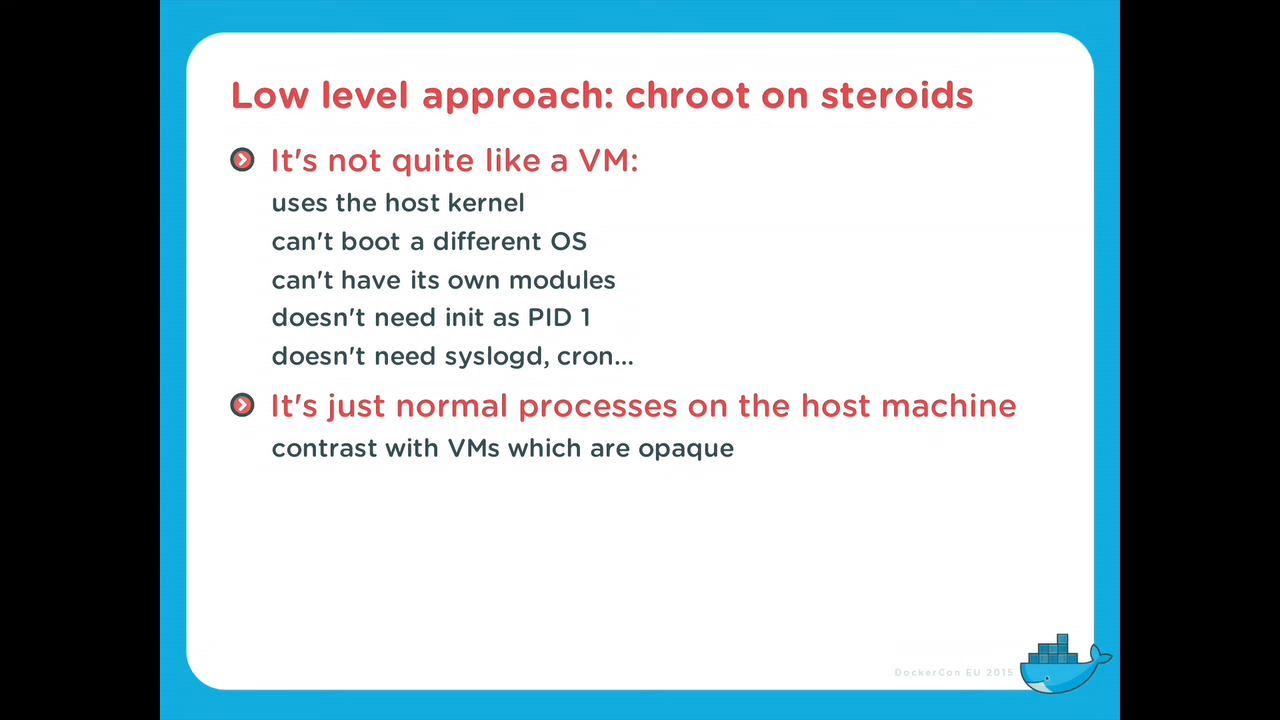 Low level approach: chroot on steroids
It's not quite like a VM:
uses the host kernel
can't boot a different OS
can't have its own modules
doesn't need init as PID 1
doesn't need syslogd, cron...
It's just normal processes on the host machine
contrast with VMs which are opaque
DockerCon EU 2015